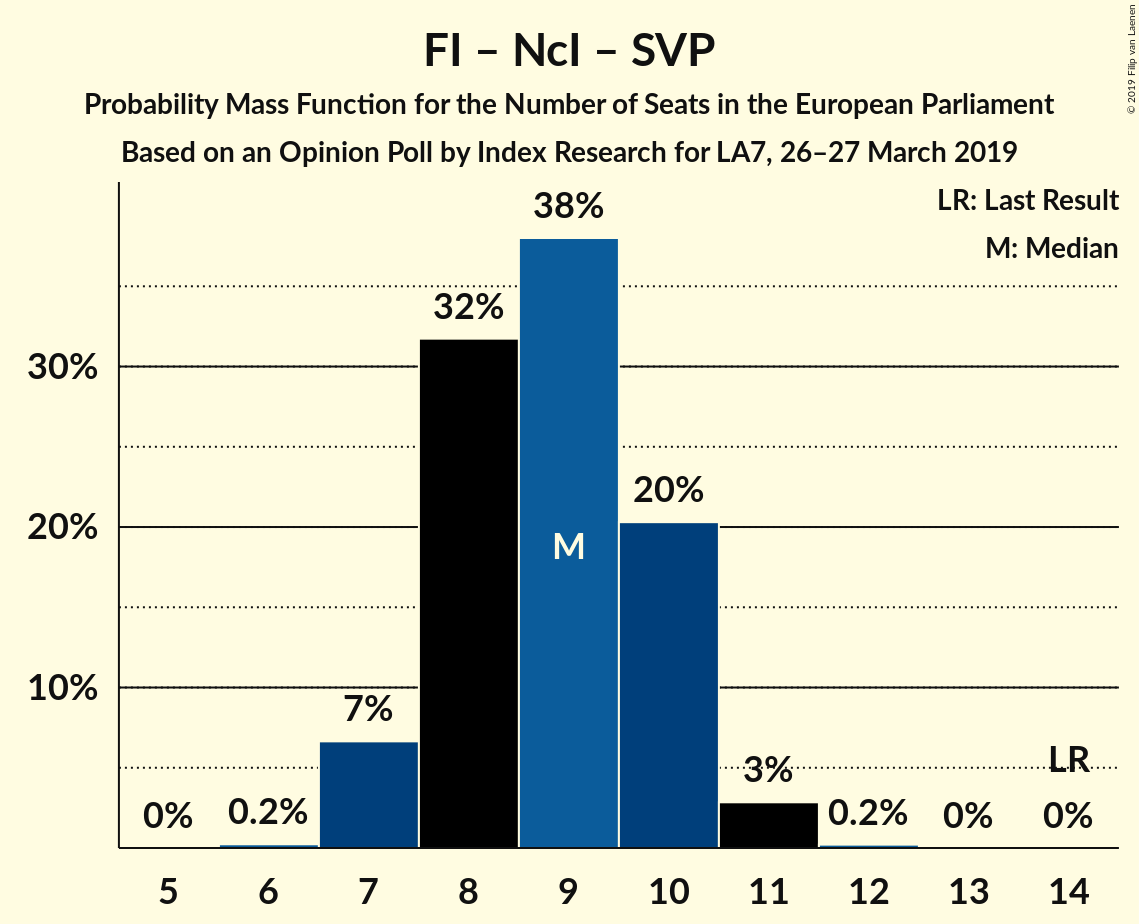 FI – NcI – SVP
Probability Mass Function for the Number of Seats in the European Parliament
Based on an Opinion Poll by Index Research for LA7, 26–27 March 2019
© 2019 Filip van Laenen
LR: Last Result
M: Median
38%
32%
30%
20%
M
20%
10%
7%
3%
LR
0%
0.2%
0.2%
0%
0%
5 6 7 8 9 10 11 12 13 14